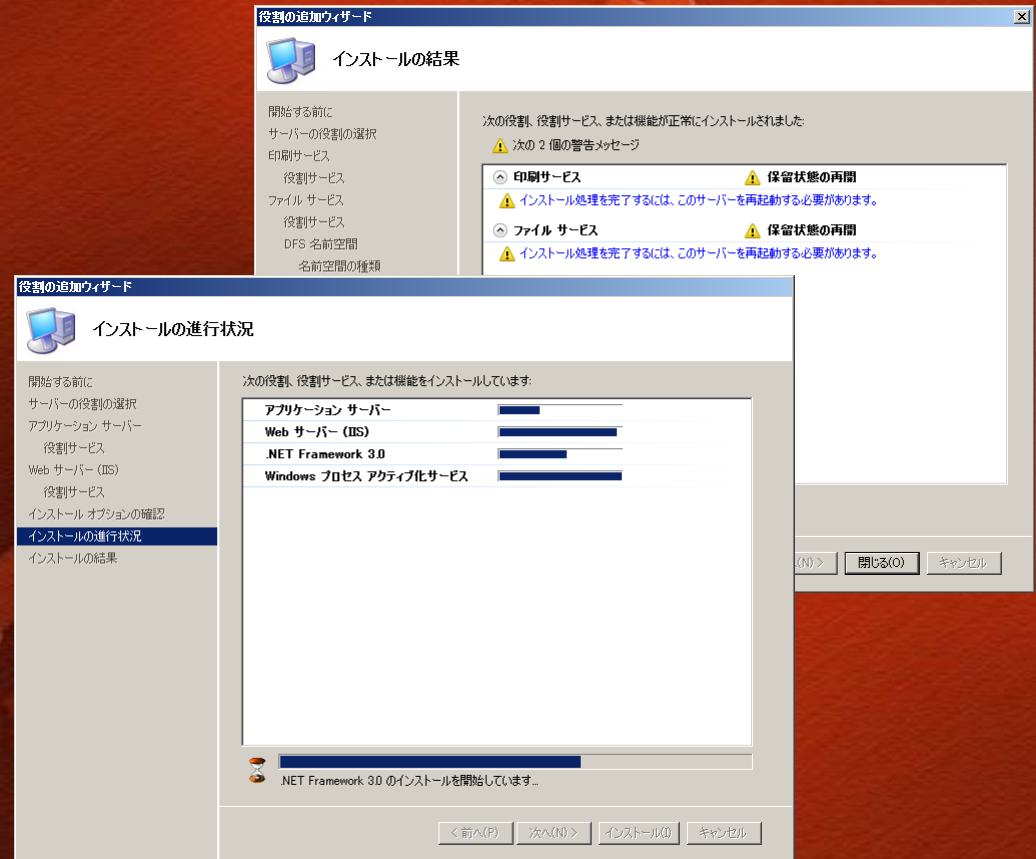 役割の追加ウィザード
インストールの結果
開始する前に
サーバーの役割の選択
印刷サービス
役割サービス
ファイル サービス
役割サービス
DFS 名前空間
名前空間の種類
次の役割、役割サービス、または機能が正常にインストールされました:
次の 2 個の警告メッセージ
印刷サービス 保留状態の再開
インストール処理を完了するには、このサーバーを再起動する必要があります。
ファイル サービス 保留状態の再開
インストール処理を完了するには、このサーバーを再起動する必要があります。
(N) > 閉じる(O) キャンセル
役割の追加ウィザード
インストールの進行状況
開始する前に
サーバーの役割の選択
アプリケーション サーバー
役割サービス
Web サーバー (IIS)
役割サービス
インストール オプションの確認
インストールの進行状況
インストールの結果
次の役割、役割サービス、または機能をインストールしています:
アプリケーション サーバー
Web サーバー (IIS)
.NET Framework 3.0
Windows プロセス アクティブ化サービス
.NET Framework 3.0 のインストールを開始しています...
< 前へ(P) 次へ(N) > インストール(I) キャンセル